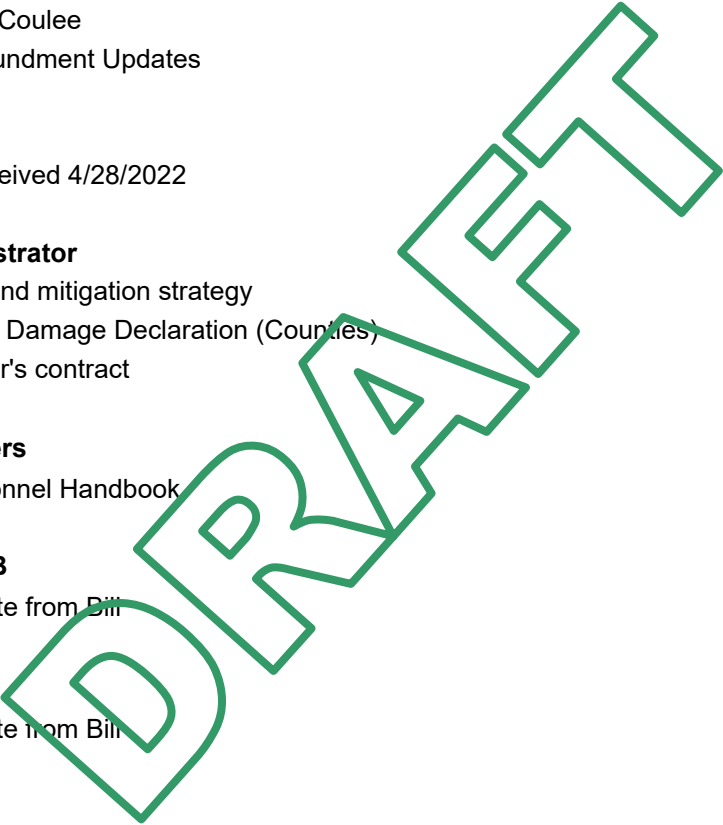 Coulee
undment Updates
eived 4/28/2022
strator
nd mitigation strategy
Damage Declaration (Counties)
r's contract
ers
onnel Handbook
3
te from Bill
te from Bill
DRAFT